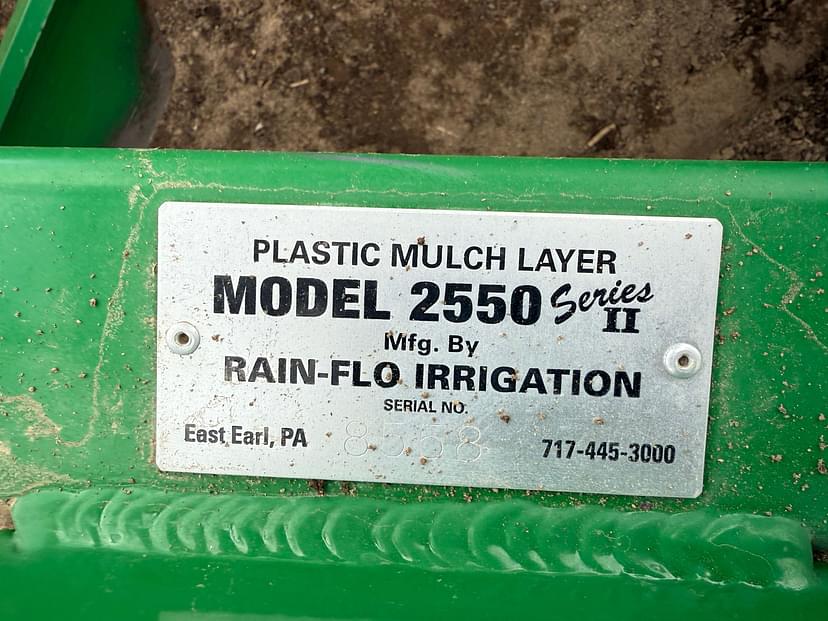 PLASTIC MULCH LAYER
MODEL 2550 Series II
Mfg. By
RAIN-FLO IRRIGATION
SERIAL NO.
East Earl, PA 8568 717-445-3000